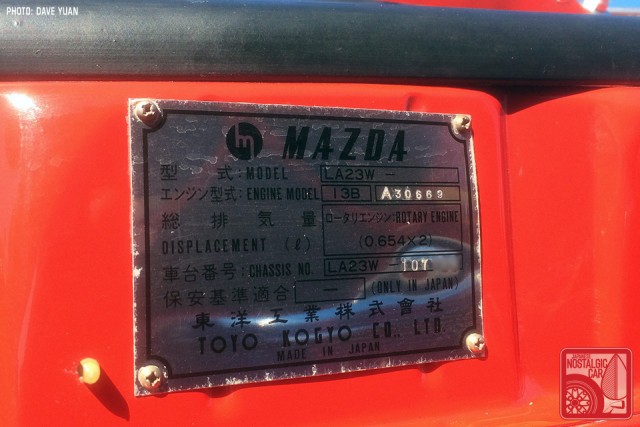 PHOTO: DAVE YUAN
m MAZDA
型 式:MODEL LA23W -
エンジン型式:ENGINE MODEL 13B A30669
総 排 気 量 ロータリエンジン:ROTARY ENGINE
DISPLACEMENT (ℓ) (0.654×2)
車台番号:CHASSIS NO. LA23W - 107
保安基準適合 — (ONLY IN JAPAN)
東 洋 工 業 株 式 會 社
TOYO KOGYO CO., LTD.
MADE IN JAPAN
JAPANESE
NOSTALGIC
CAR